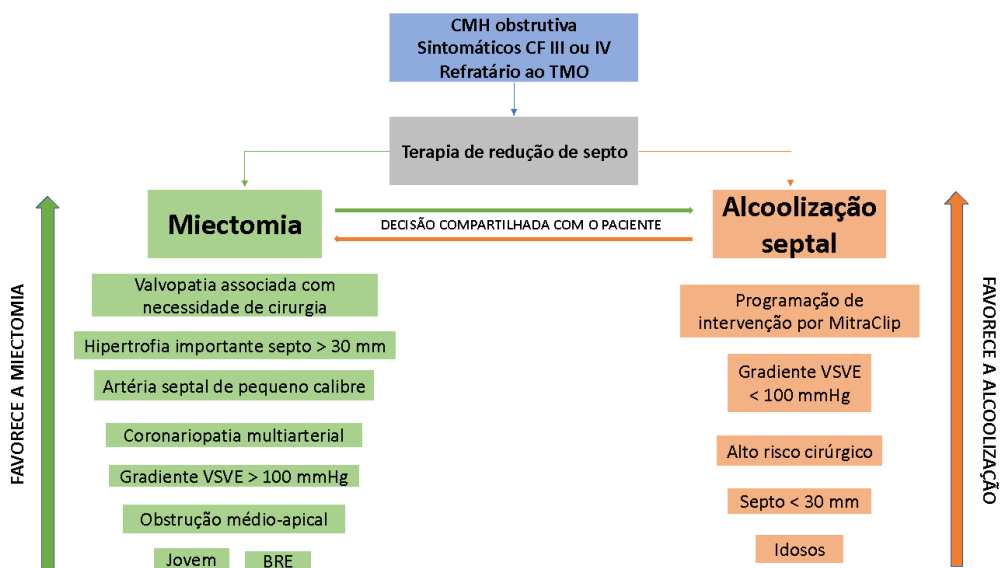 CMH obstrutiva
Sintomáticos CF III ou IV
Refratário ao TMO
Terapia de redução de septo
Miectomia
DECISÃO COMPARTILHADA COM O PACIENTE
Alcoolização
septal
FAVORECE A MIECTOMIA
Valvopatia associada com
necessidade de cirurgia
Hipertrofia importante septo > 30 mm
Artéria septal de pequeno calibre
Coronariopatia multiarterial
Gradiente VSVE > 100 mmHg
Obstrução médio-apical
Jovem
BRE
Programação de
intervenção por MitraClip
Gradiente VSVE
< 100 mmHg
Alto risco cirúrgico
Septo < 30 mm
Idosos
FAVORECE A ALCOOLIZAÇÃO